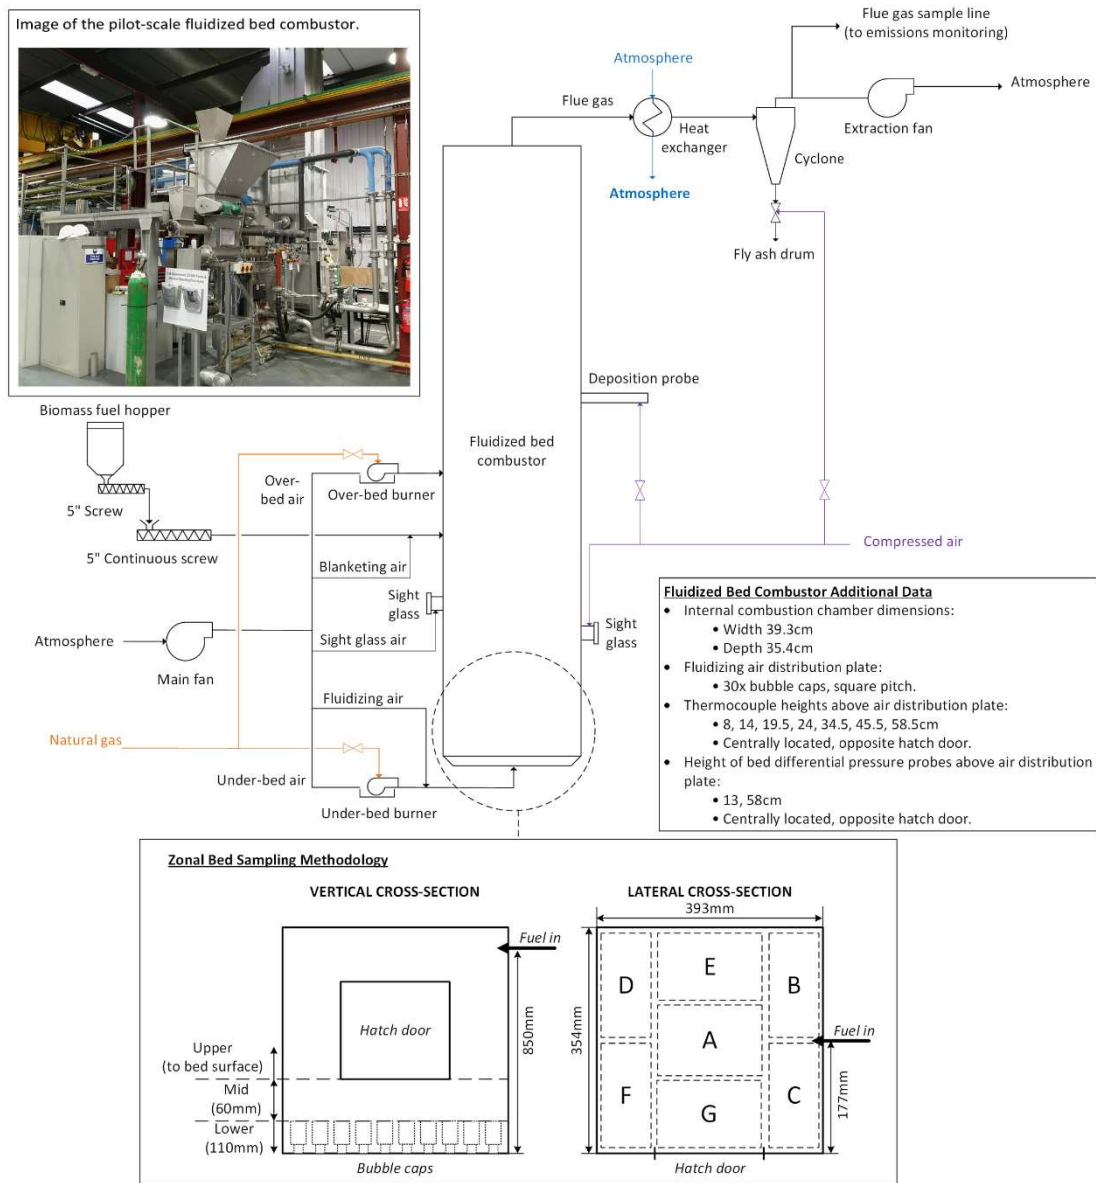 Image of the pilot-scale fluidized bed combustor.
Flue gas sample line
(to emissions monitoring)
Atmosphere
Flue gas
Atmosphere
Heat
exchanger
Cyclone
Extraction fan
Atmosphere
Fly ash drum
Deposition probe
Biomass fuel hopper
Fluidized bed
combustor
Over-
bed air
Over-bed burner
5" Screw
5" Continuous screw
Blanketing air
Compressed air
Sight
glass
Sight glass air
Sight
glass
Atmosphere
Main fan
Fluidizing air
Natural gas
Under-bed air
Under-bed burner
Fluidized Bed Combustor Additional Data
• Internal combustion chamber dimensions:
• Width 39.3cm
• Depth 35.4cm
• Fluidizing air distribution plate:
• 30x bubble caps, square pitch.
• Thermocouple heights above air distribution plate:
• 8, 14, 19.5, 24, 34.5, 45.5, 58.5cm
• Centrally located, opposite hatch door.
• Height of bed differential pressure probes above air distribution
plate:
• 13, 58cm
• Centrally located, opposite hatch door.
Zonal Bed Sampling Methodology
VERTICAL CROSS-SECTION
Fuel in
Hatch door
850mm
Upper
(to bed surface)
Mid
(60mm)
Lower
(110mm)
Bubble caps
LATERAL CROSS-SECTION
393mm
354mm
D
E
B
A
Fuel in
F
G
C
177mm
Hatch door